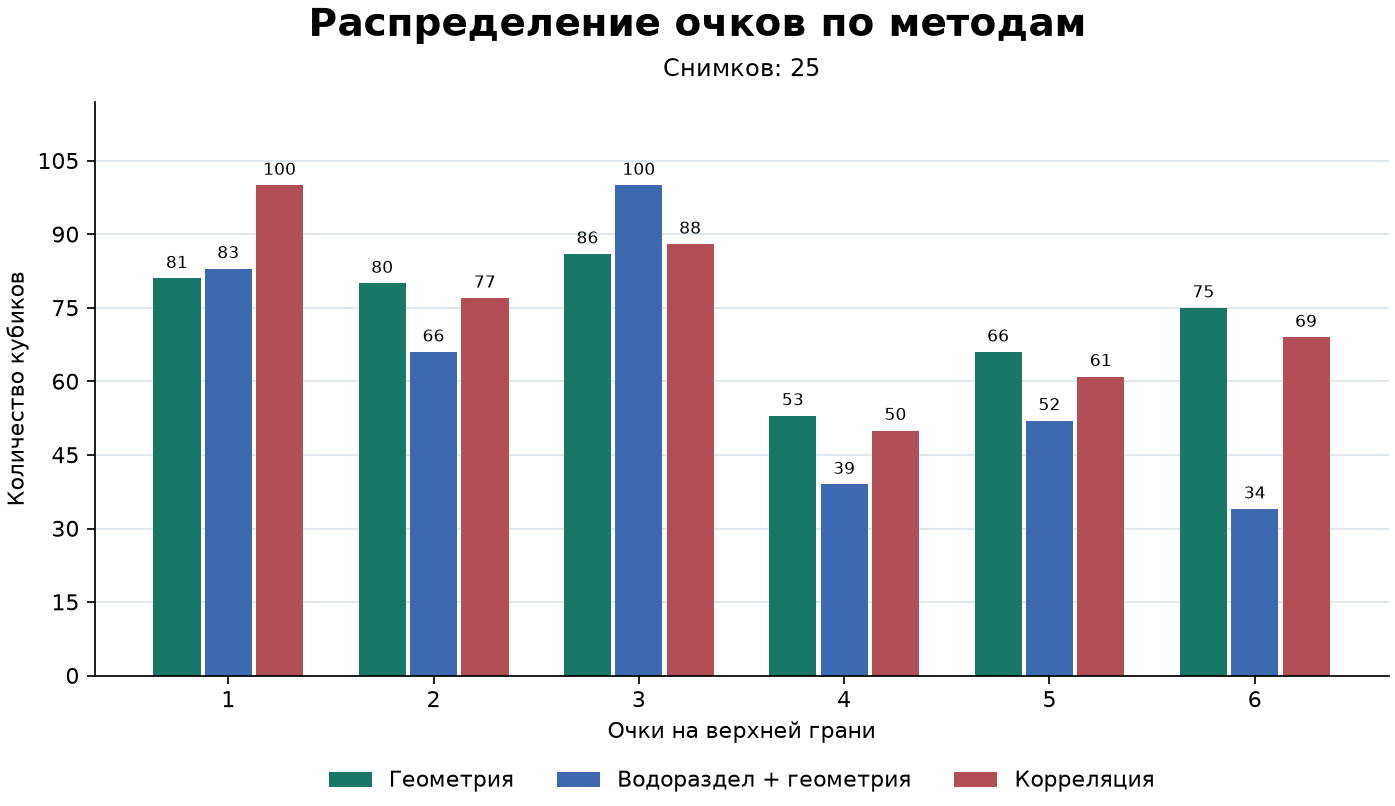 Распределение очков по методам
Снимков: 25
Количество кубиков
105
90
75
60
45
30
15
0
81 83 100
80 66 77
86 100 88
53 39 50
66 52 61
75 34 69
1 2 3 4 5 6
Очки на верхней грани
Геометрия Водораздел + геометрия Корреляция